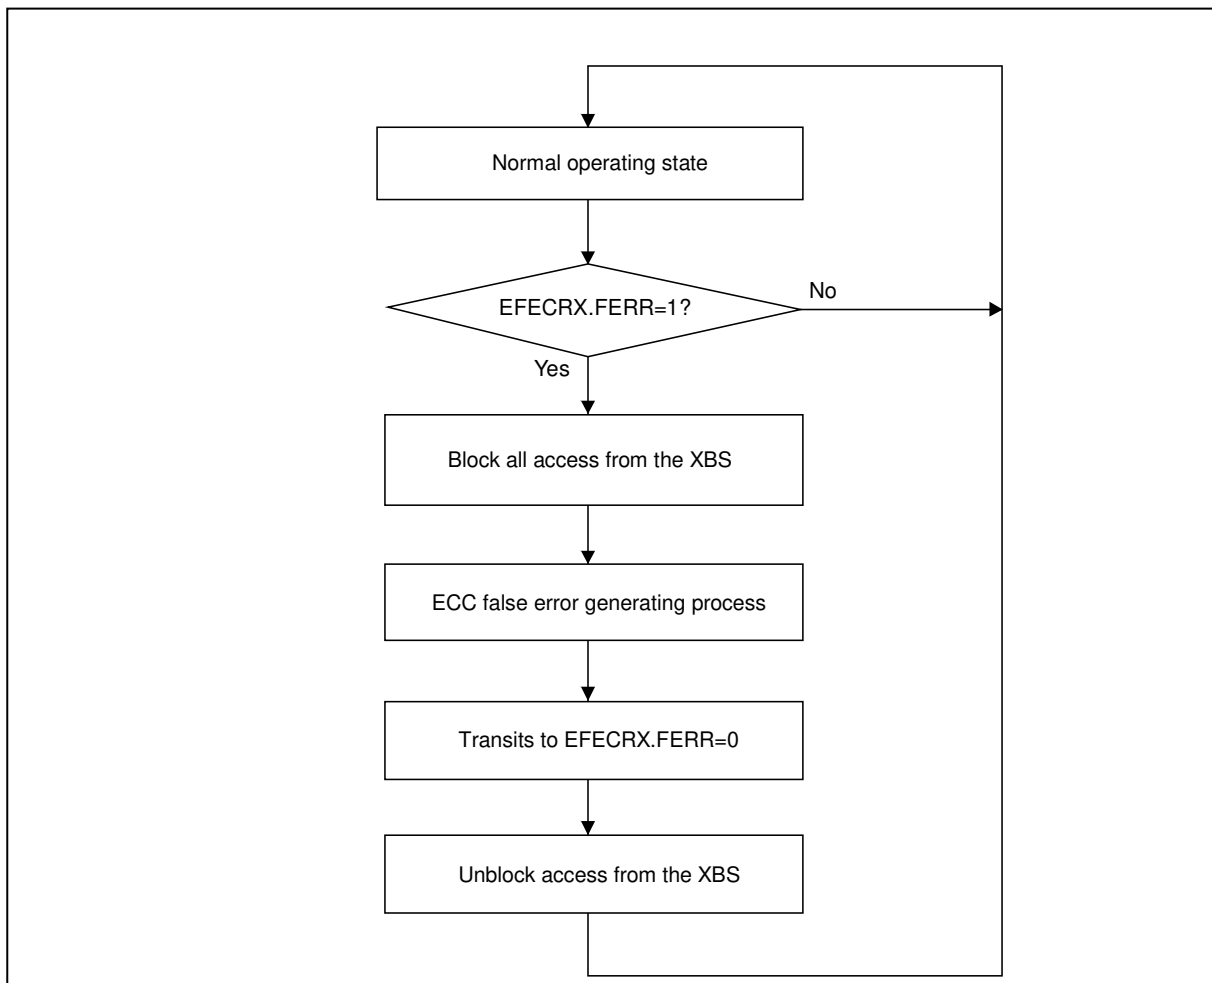 Normal operating state
EFECRX.FERR=1?
No
Yes
Block all access from the XBS
ECC false error generating process
Transits to EFECRX.FERR=0
Unblock access from the XBS